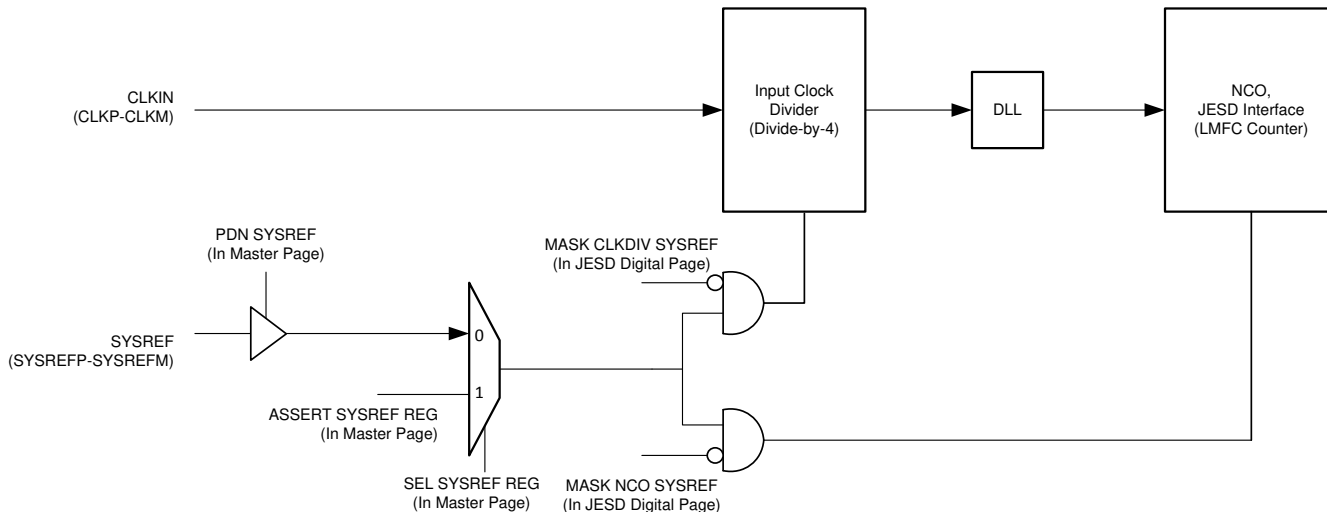 CLKIN
(CLKP-CLKM)
Input Clock
Divider
(Divide-by-4)
DLL
NCO,
JESD Interface
(LMFC Counter)
PDN SYSREF
(In Master Page)
MASK CLKDIV SYSREF
(In JESD Digital Page)
SYSREF
(SYSREFP-SYSREFM)
0
1
ASSERT SYSREF REG
(In Master Page)
SEL SYSREF REG
(In Master Page)
MASK NCO SYSREF
(In JESD Digital Page)